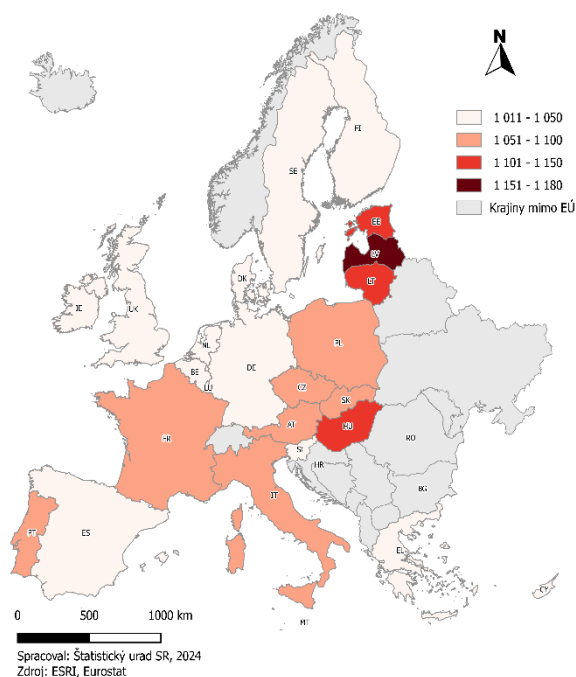 N
1 011 - 1 050
1 051 - 1 100
1 101 - 1 150
1 151 - 1 180
Krajiny mimo EÚ
FI
SE
EE
LV
LT
DK
IE
UK
NL
BE
LU
DE
PL
CZ
SK
AT
HU
FR
SI
HR
RO
BG
IT
PT
ES
EL
CY
MT
0 500 1000 km
Spracoval: Štatistický urad SR, 2024
Zdroj: ESRI, Eurostat